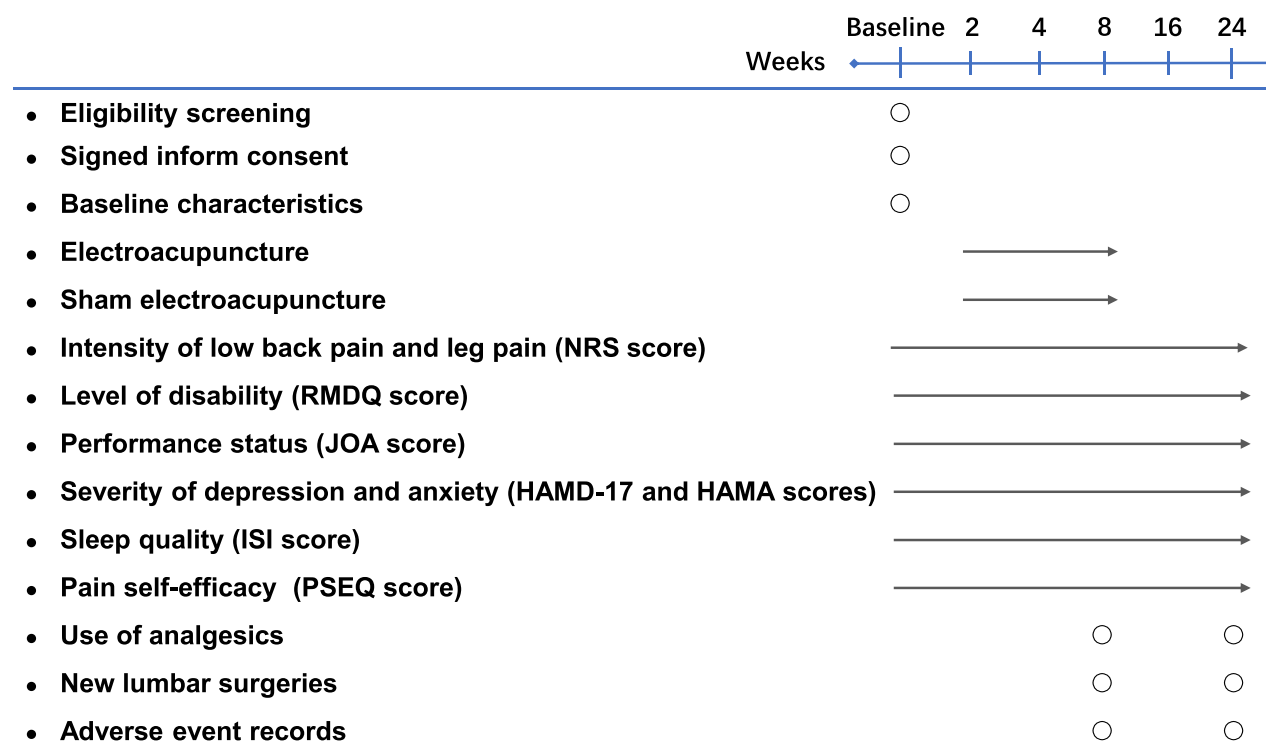 Baseline 2 4 8 16 24
Weeks
• Eligibility screening
• Signed inform consent
• Baseline characteristics
• Electroacupuncture
• Sham electroacupuncture
• Intensity of low back pain and leg pain (NRS score)
• Level of disability (RMDQ score)
• Performance status (JOA score)
• Severity of depression and anxiety (HAMD-17 and HAMA scores)
• Sleep quality (ISI score)
• Pain self-efficacy (PSEQ score)
• Use of analgesics
• New lumbar surgeries
• Adverse event records